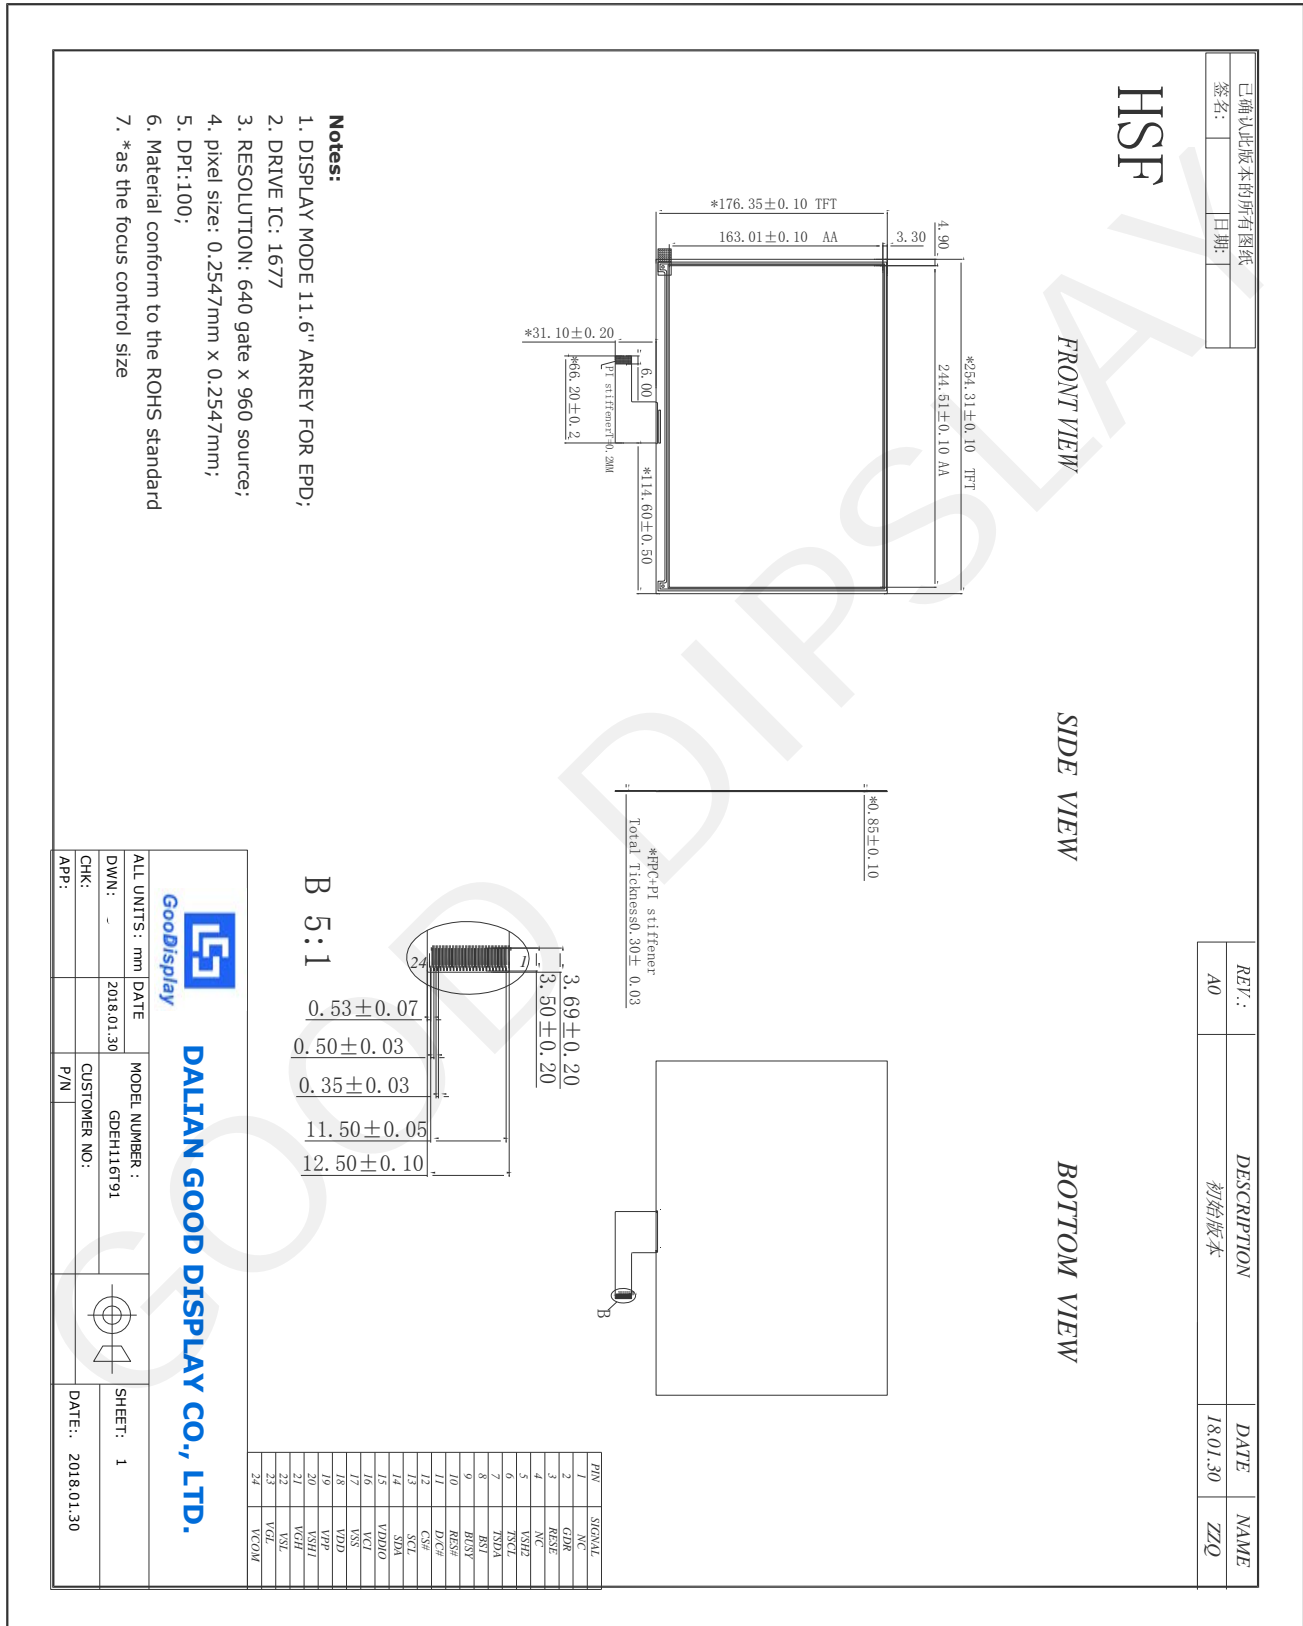 已确认此版本的所有图纸
签名:
日期:
HSF
FRONT VIEW
SIDE VIEW
BOTTOM VIEW
REV.:
DESCRIPTION
DATE
NAME
A0
初始版本
18.01.30
ZZQ
*254.31±0.10 TFT
244.51±0.10 AA
4.90
3.30
*176.35±0.10 TFT
163.01±0.10 AA
*31.10±0.20
6.00
PI stiffenerT=0.2MM
*66.20±0.2
*114.60±0.50
*0.85±0.10
*FPC+PI stiffener
Total Tickness0.30± 0.03
B
Notes:
1. DISPLAY MODE 11.6" ARREY FOR EPD;
2. DRIVE IC: 1677
3. RESOLUTION: 640 gate x 960 source;
4. pixel size: 0.2547mm x 0.2547mm;
5. DPI:100;
6. Material conform to the ROHS standard
7. *as the focus control size
B 5:1
24
1
3.69±0.20
3.50±0.20
0.53±0.07
0.50±0.03
0.35±0.03
11.50±0.05
12.50±0.10
PIN SIGNAL
1 NC
2 GDR
3 RESE
4 NC
5 VSH2
6 TSCL
7 TSDA
8 BS1
9 BUSY
10 RES#
11 D/C#
12 CS#
13 SCL
14 SDA
15 VDDIO
16 VCI
17 VSS
18 VDD
19 VPP
20 VSH1
21 VGH
22 VSL
23 VGL
24 VCOM
GooDisplay
DALIAN GOOD DISPLAY CO., LTD.
ALL UNITS: mm
DATE
MODEL NUMBER :
GDEH116T91
DWN:
2018.01.30
CHK:
CUSTOMER NO:
APP:
P/N
SHEET: 1
DATE:. 2018.01.30
GOOD DIPSLAY